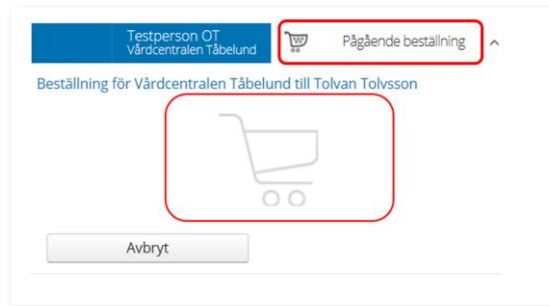 Testperson OT
Vårdcentralen Tåbelund
Pågående beställning
Beställning för Vårdcentralen Tåbelund till Tolvan Tolvsson
Avbryt